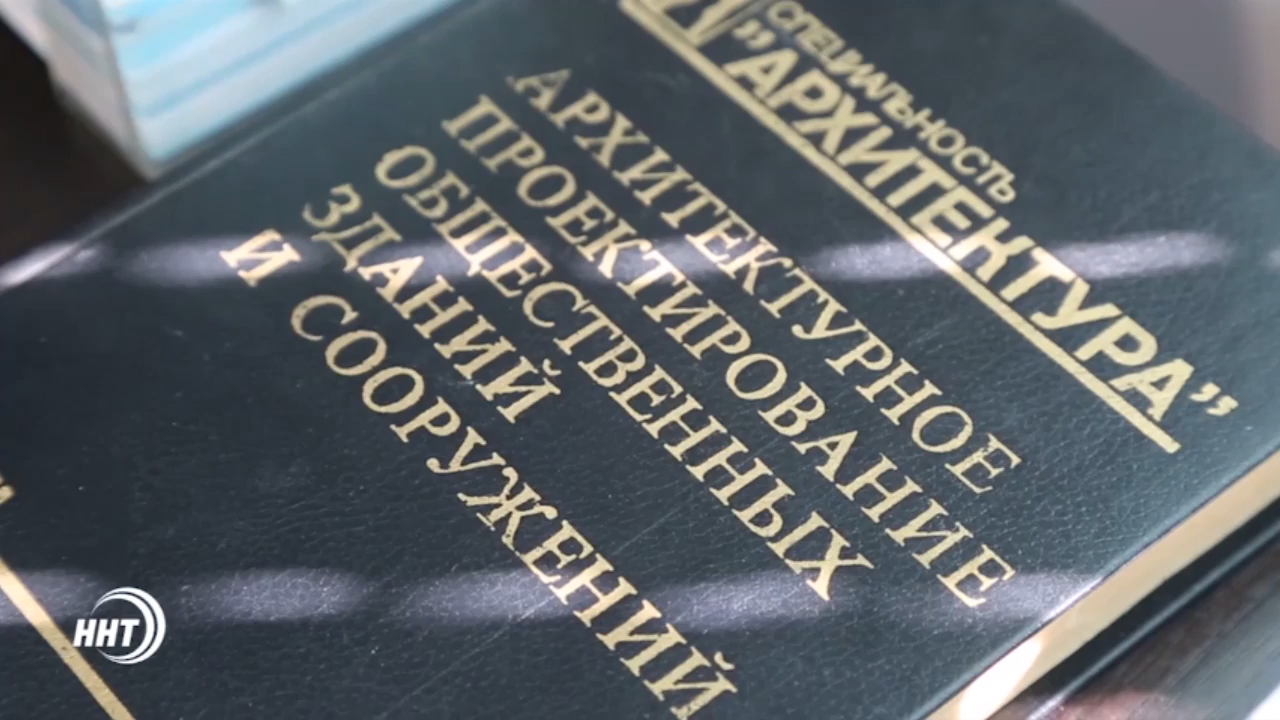 СПЕЦИАЛЬНОСТЬ
"АРХИТЕКТУРА"
АРХИТЕКТУРНОЕ
ПРОЕКТИРОВАНИЕ
ОБЩЕСТВЕННЫХ
ЗДАНИЙ
И СООРУЖЕНИЙ
ННТ